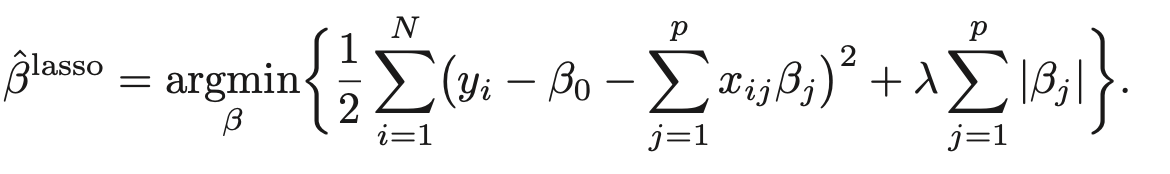 β̂^lasso = argmin_β { 1/2 ∑_{i=1}^{N} (y_i − β_0 − ∑_{j=1}^{p} x_{ij}β_j)^2 + λ ∑_{j=1}^{p} |β_j| }.